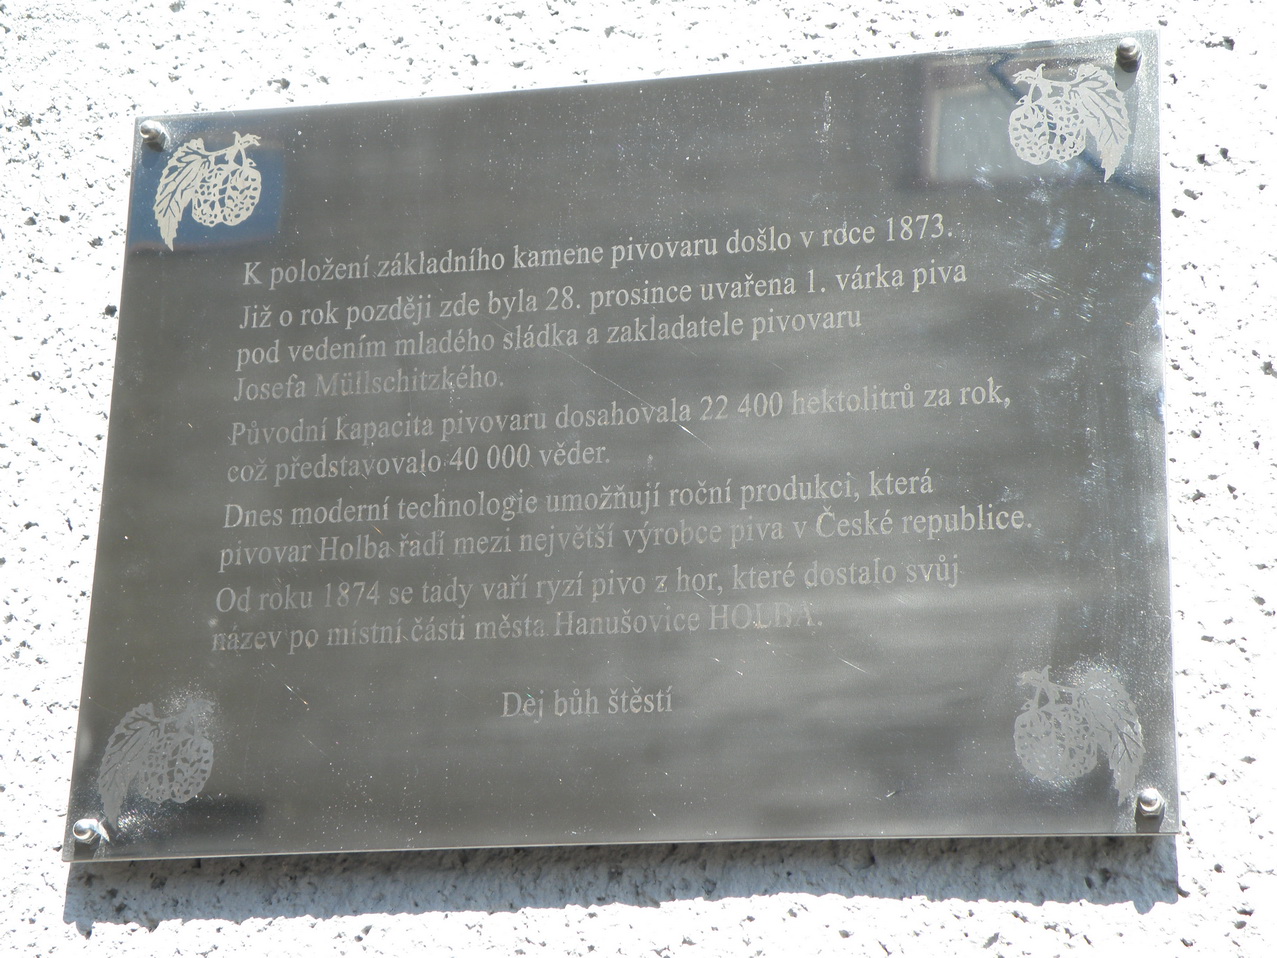 K položení základního kamene pivovaru došlo v roce 1873.
Již o rok později zde byla 28. prosince uvařena 1. várka piva
pod vedením mladého sládka a zakladatele pivovaru
Josefa Müllschitzkého.
Původní kapacita pivovaru dosahovala 22 400 hektolitrů za rok,
což představovalo 40 000 věder.
Dnes moderní technologie umožňují roční produkci, která
pivovar Holba řadí mezi největší výrobce piva v České republice.
Od roku 1874 se tady vaří ryzí pivo z hor, které dostalo svůj
název po místní části města Hanušovice HOLBA.
Dej bůh štěstí